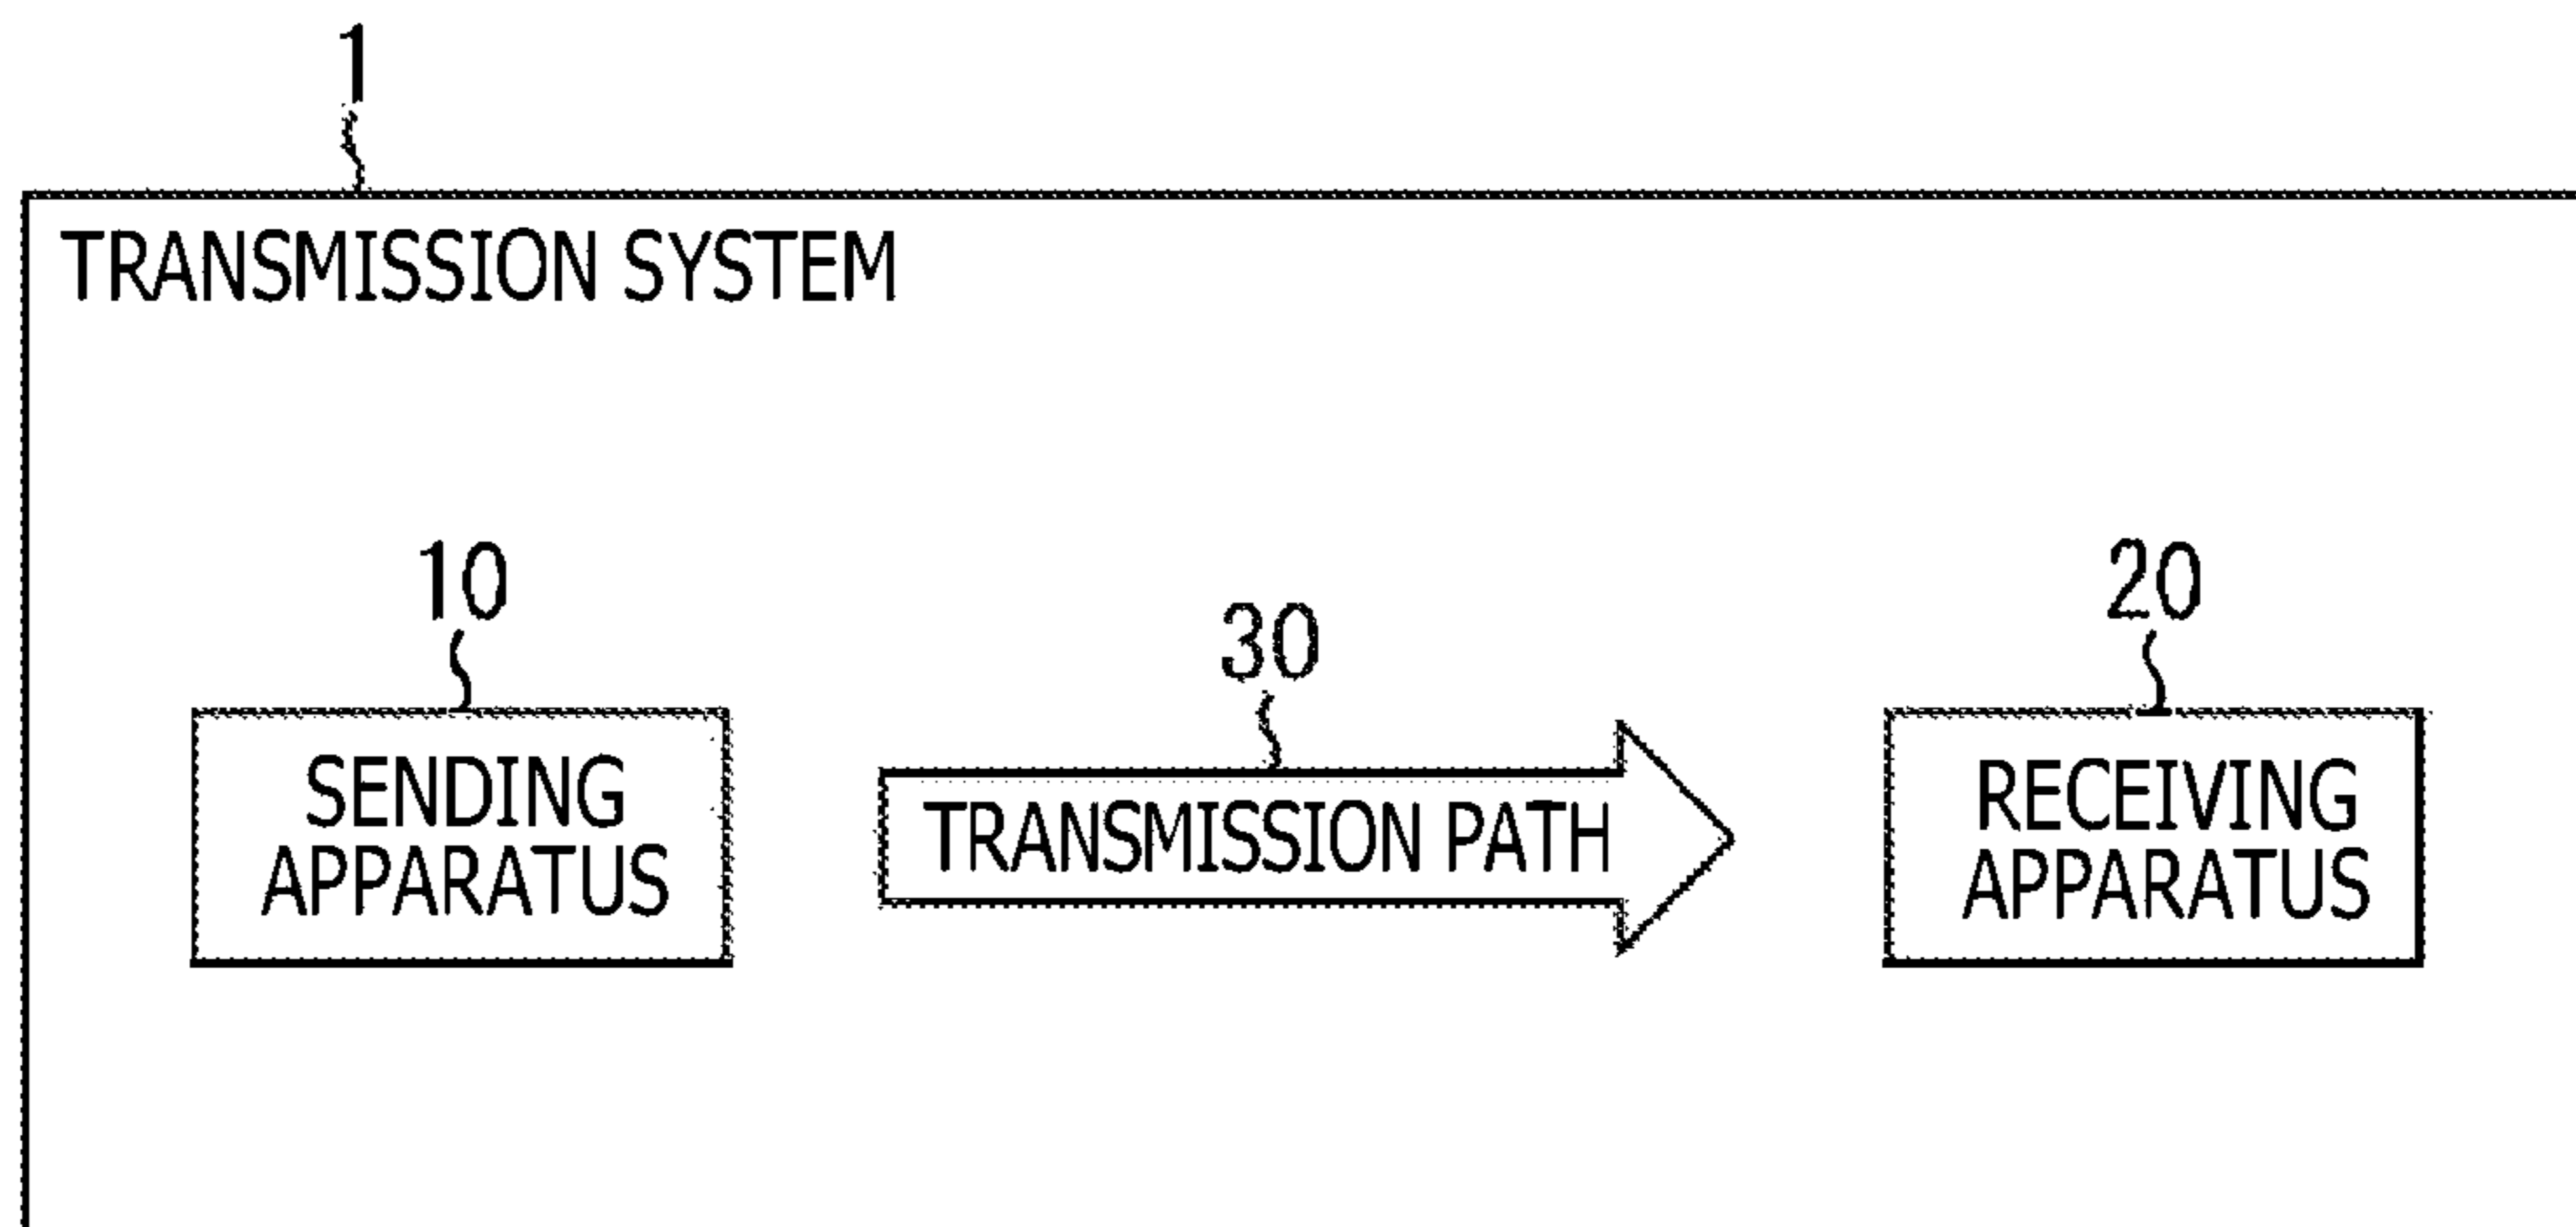 1
TRANSMISSION SYSTEM
10
SENDING
APPARATUS
30
TRANSMISSION PATH
20
RECEIVING
APPARATUS